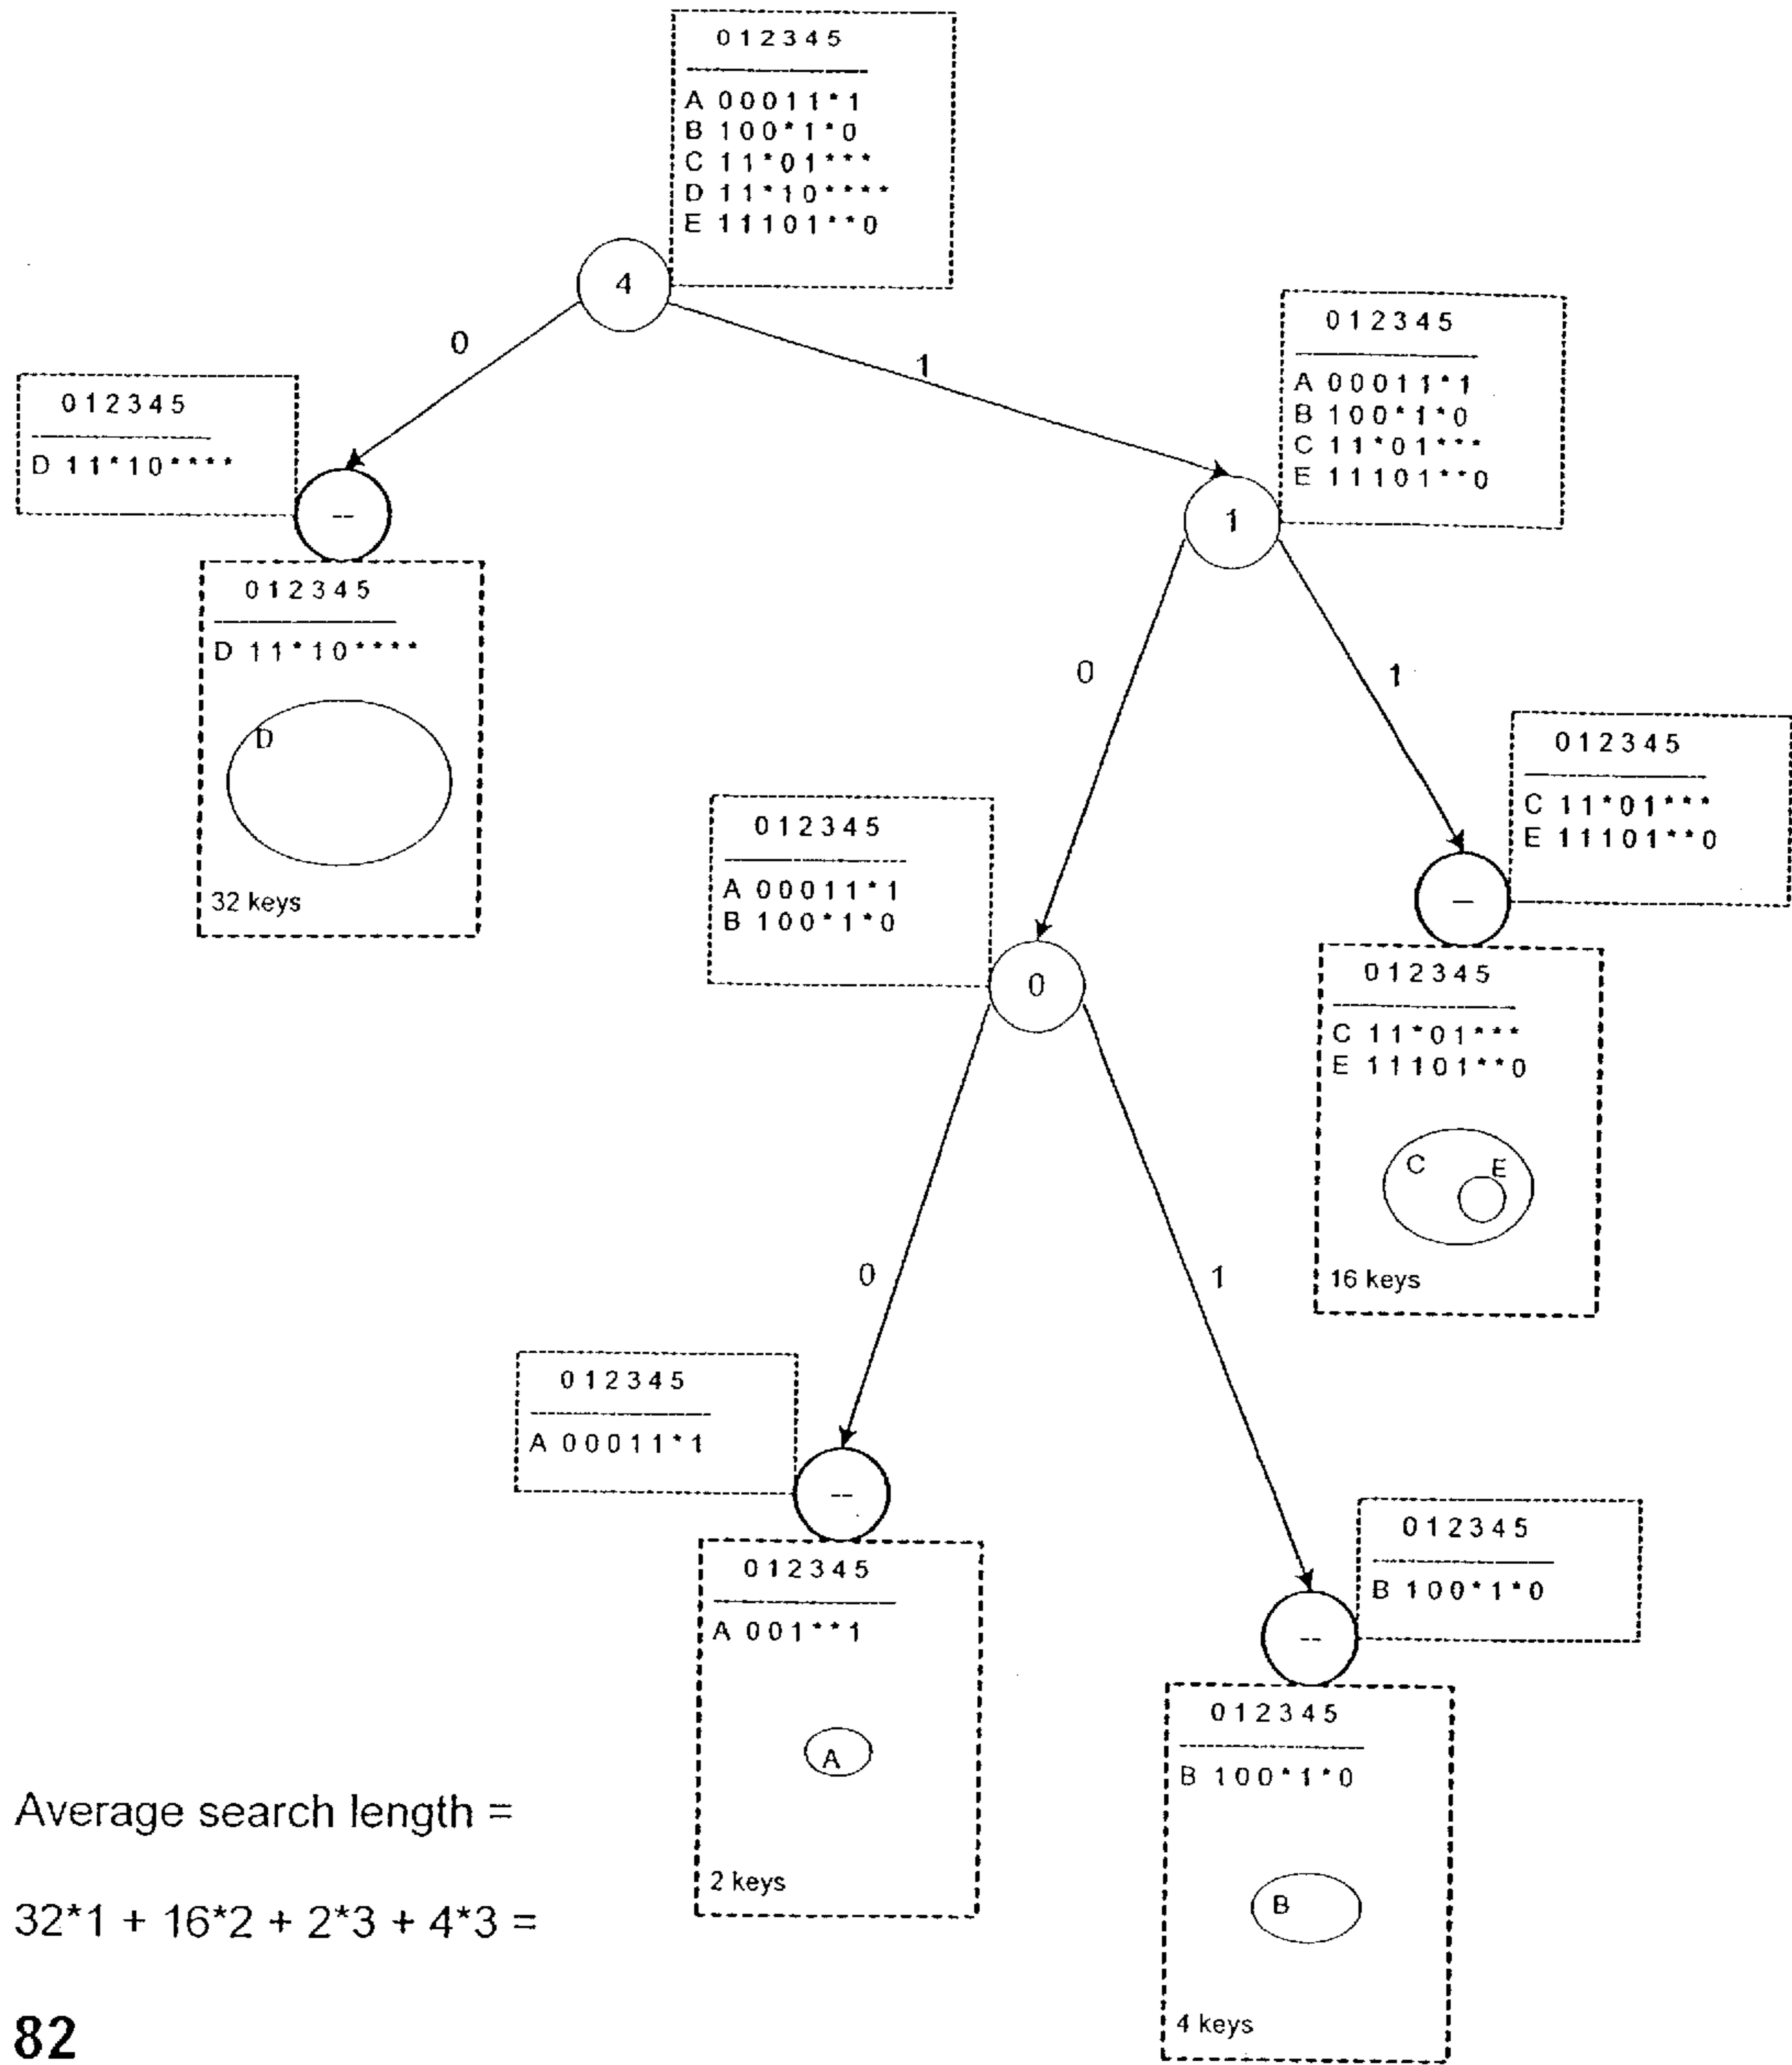 0 1 2 3 4 5
A 0 0 0 1 1 * 1
B 1 0 0 * 1 * 0
C 1 1 * 0 1 * * *
D 1 1 * 1 0 * * * *
E 1 1 1 0 1 * * 0
4
0
1
0 1 2 3 4 5
A 0 0 0 1 1 * 1
B 1 0 0 * 1 * 0
C 1 1 * 0 1 * * *
E 1 1 1 0 1 * * 0
1
0 1 2 3 4 5
D 1 1 * 1 0 * * * *
--
0 1 2 3 4 5
D 1 1 * 1 0 * * * *
D
32 keys
0
1
0 1 2 3 4 5
C 1 1 * 0 1 * * *
E 1 1 1 0 1 * * 0
--
0 1 2 3 4 5
A 0 0 0 1 1 * 1
B 1 0 0 * 1 * 0
0
0 1 2 3 4 5
C 1 1 * 0 1 * * *
E 1 1 1 0 1 * * 0
C E
16 keys
0
1
0 1 2 3 4 5
A 0 0 0 1 1 * 1
--
0 1 2 3 4 5
A 0 0 1 * * 1
A
2 keys
0 1 2 3 4 5
B 1 0 0 * 1 * 0
--
0 1 2 3 4 5
B 1 0 0 * 1 * 0
B
4 keys
Average search length =
32*1 + 16*2 + 2*3 + 4*3 =
82